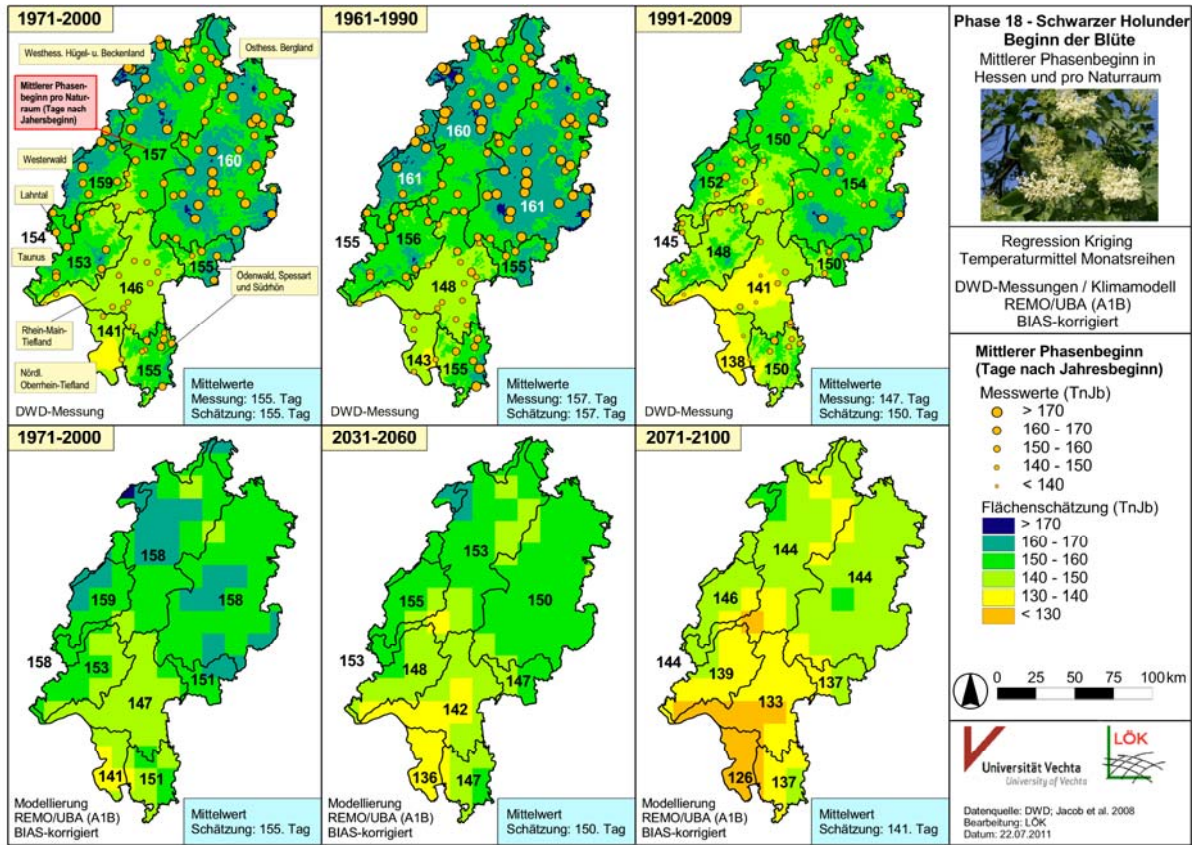 1971-2000
Westhess. Hügel- u. Beckenland
Osthess. Bergland
Mittlerer Phasen-
beginn pro Natur-
raum (Tage nach
Jahersbeginn)
157
160
Westerwald
159
Lahntal
154
Taunus
153
155
146
Odenwald, Spessart
und Südrhön
Rhein-Main-
Tiefland
141
Nördl.
Oberrhein-Tiefland
155
DWD-Messung
Mittelwerte
Messung: 155. Tag
Schätzung: 155. Tag
1961-1990
160
161
161
155
156
155
148
143
155
DWD-Messung
Mittelwerte
Messung: 157. Tag
Schätzung: 157. Tag
1991-2009
150
152
154
145
148
150
141
138
150
DWD-Messung
Mittelwerte
Messung: 147. Tag
Schätzung: 150. Tag
1971-2000
158
159
158
158
153
151
147
141
151
Modellierung
REMO/UBA (A1B)
BIAS-korrigiert
Mittelwert
Schätzung: 155. Tag
2031-2060
153
155
150
153
148
147
142
136
147
Modellierung
REMO/UBA (A1B)
BIAS-korrigiert
Mittelwert
Schätzung: 150. Tag
2071-2100
144
144
146
144
139
137
133
126
137
Modellierung
REMO/UBA (A1B)
BIAS-korrigiert
Mittelwert
Schätzung: 141. Tag
Phase 18 - Schwarzer Holunder
Beginn der Blüte
Mittlerer Phasenbeginn in
Hessen und pro Naturraum
Regression Kriging
Temperaturmittel Monatsreihen
DWD-Messungen / Klimamodell
REMO/UBA (A1B)
BIAS-korrigiert
Mittlerer Phasenbeginn
(Tage nach Jahresbeginn)
Messwerte (TnJb)
> 170
160 - 170
150 - 160
140 - 150
< 140
Flächenschätzung (TnJb)
> 170
160 - 170
150 - 160
140 - 150
130 - 140
< 130
0 25 50 75 100 km
Universität Vechta
University of Vechta
LÖK
Datenquelle: DWD; Jacob et al. 2008
Bearbeitung: LÖK
Datum: 22.07.2011